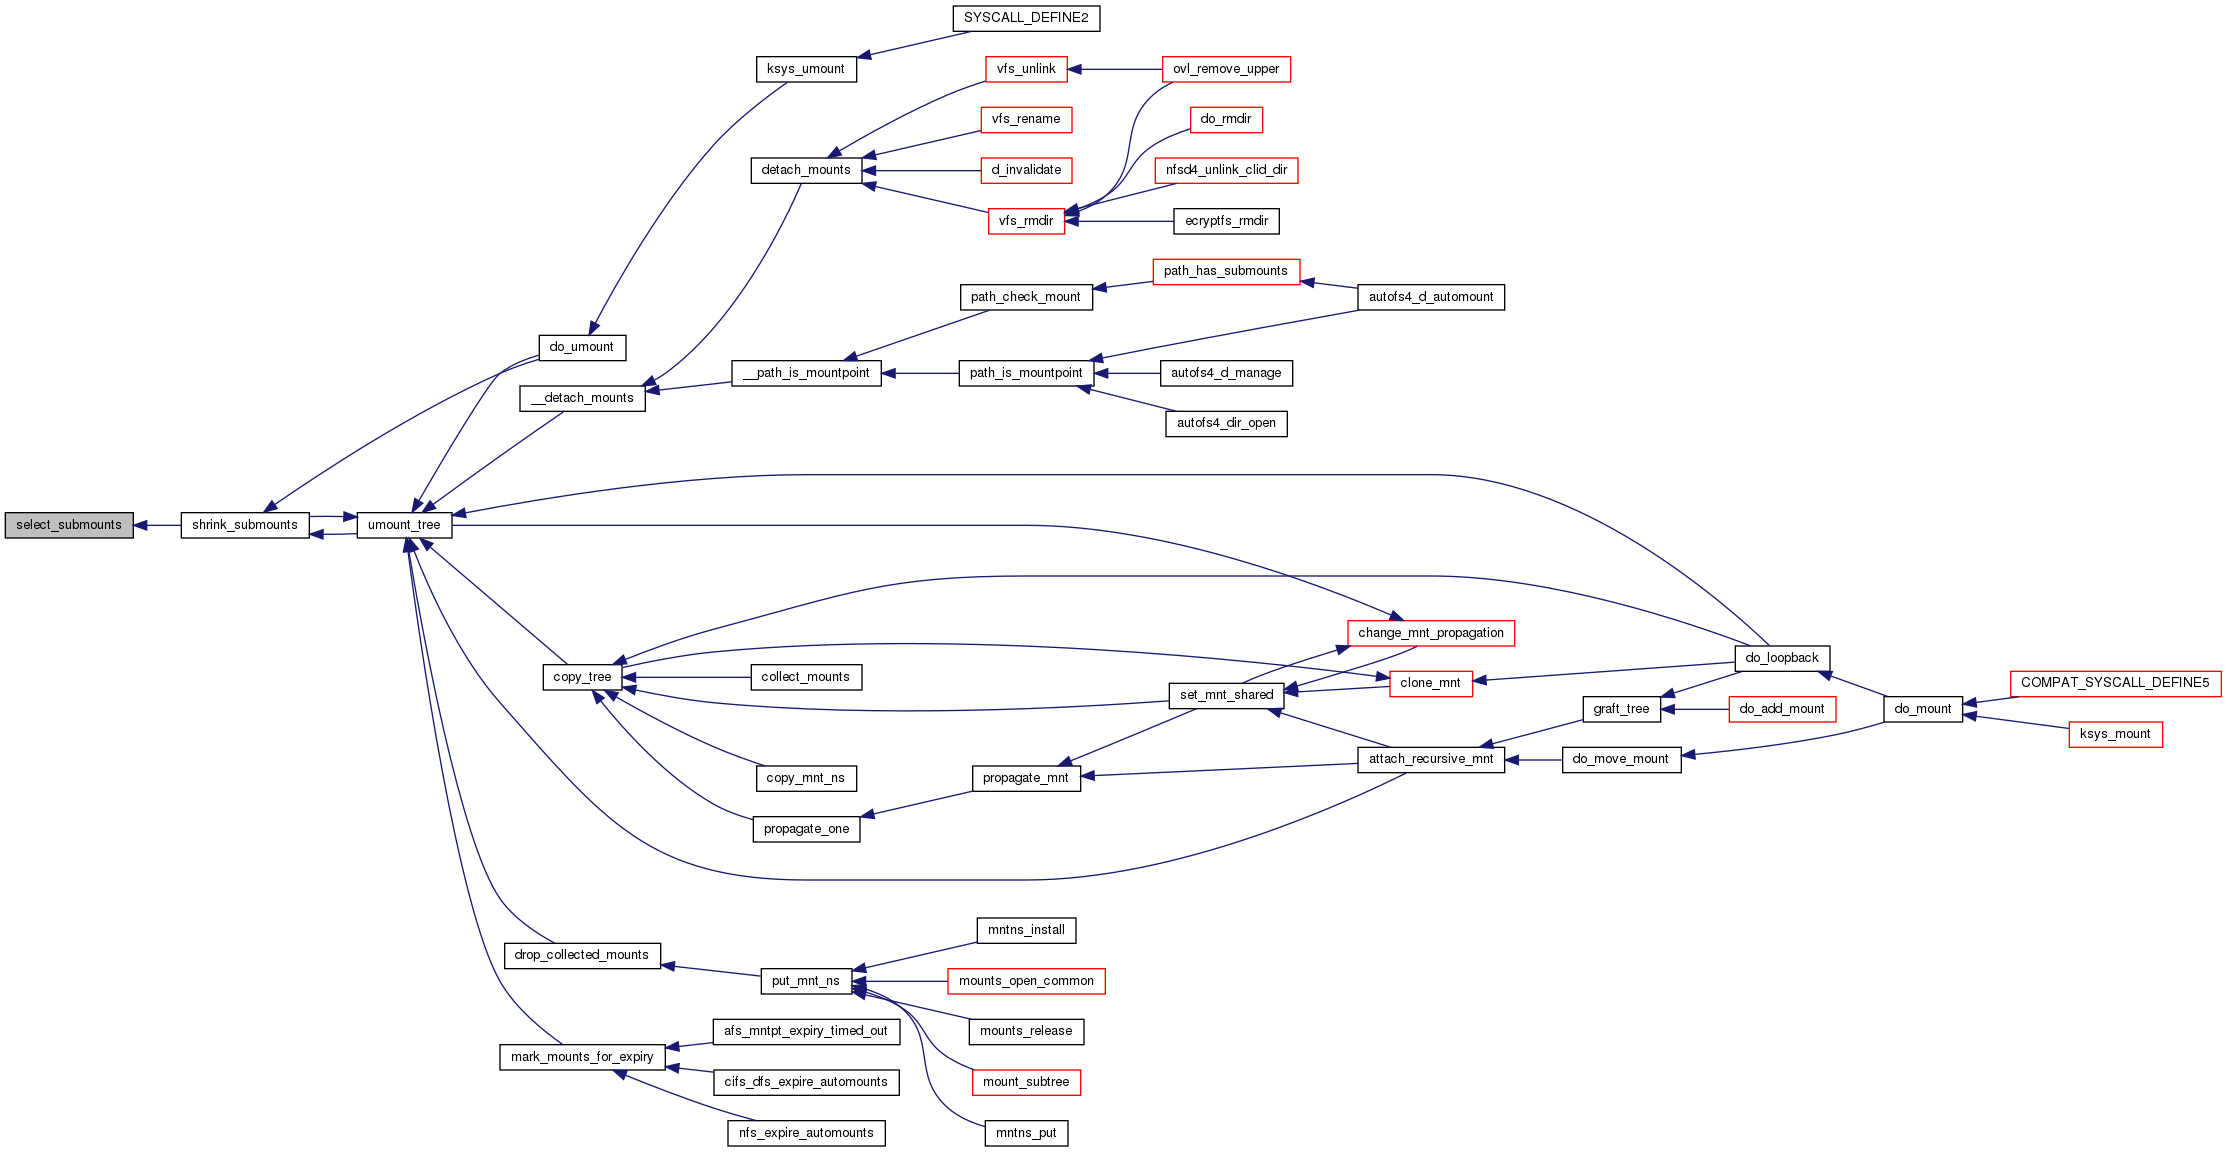 SYSCALL_DEFINE2
ksys_umount
vfs_unlink
ovl_remove_upper
vfs_rename
do_rmdir
detach_mounts
d_invalidate
nfsd4_unlink_clid_dir
vfs_rmdir
ecryptfs_rmdir
path_has_submounts
path_check_mount
autofs4_d_automount
do_umount
__path_is_mountpoint
path_is_mountpoint
autofs4_d_manage
__detach_mounts
autofs4_dir_open
select_submounts
shrink_submounts
umount_tree
change_mnt_propagation
do_loopback
copy_tree
collect_mounts
clone_mnt
COMPAT_SYSCALL_DEFINE5
set_mnt_shared
graft_tree
do_add_mount
do_mount
ksys_mount
attach_recursive_mnt
do_move_mount
copy_mnt_ns
propagate_mnt
propagate_one
mntns_install
drop_collected_mounts
put_mnt_ns
mounts_open_common
afs_mntpt_expiry_timed_out
mounts_release
mark_mounts_for_expiry
cifs_dfs_expire_automounts
mount_subtree
nfs_expire_automounts
mntns_put